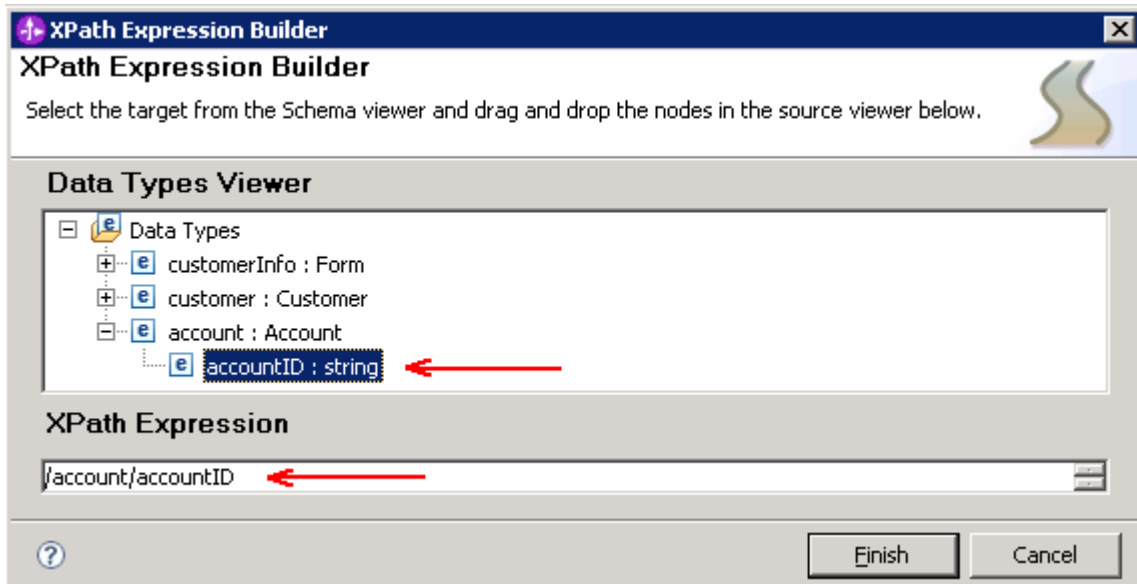 XPath Expression Builder
XPath Expression Builder
Select the target from the Schema viewer and drag and drop the nodes in the source viewer below.
Data Types Viewer
Data Types
customerInfo : Form
customer : Customer
account : Account
accountID : string
XPath Expression
/account/accountID
Finish Cancel